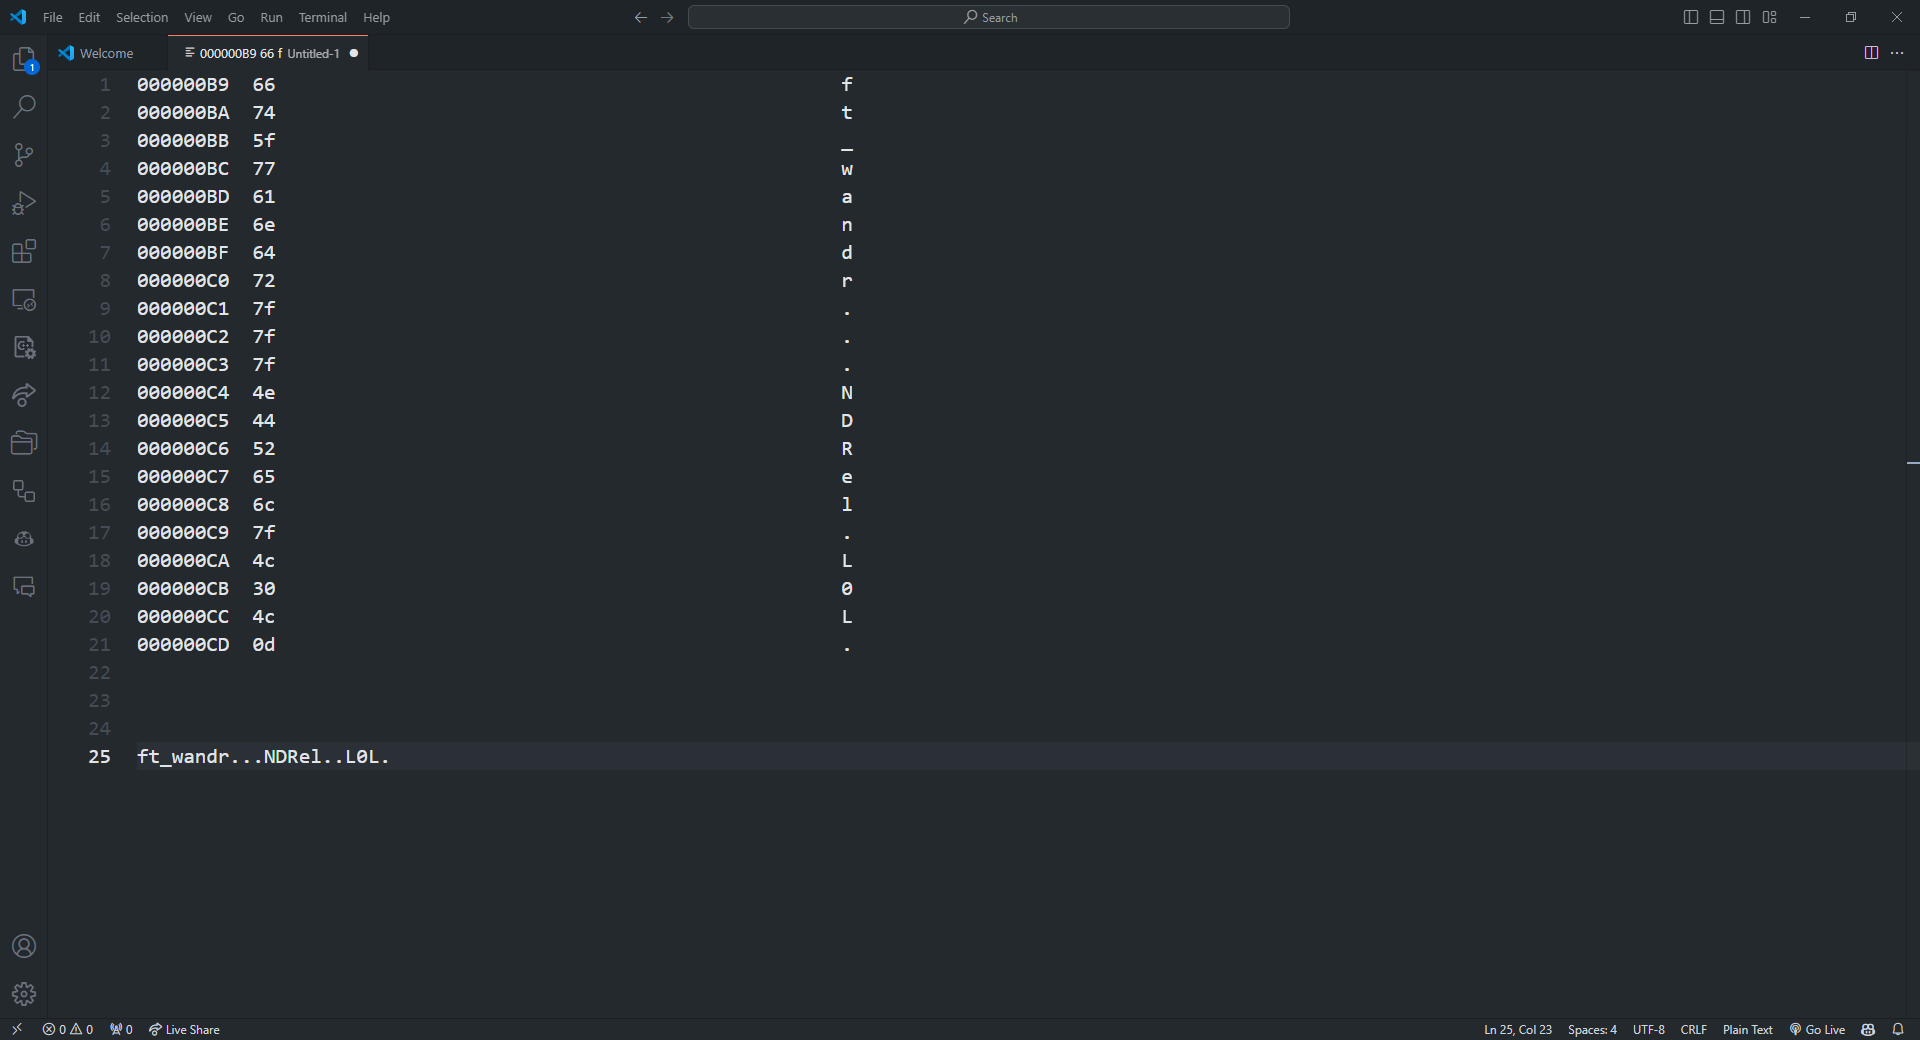 File Edit Selection View Go Run Terminal Help
Search
1
Welcome
000000B9 66 f Untitled-1
1 000000B9 66 f
2 000000BA 74 t
3 000000BB 5f _
4 000000BC 77 w
5 000000BD 61 a
6 000000BE 6e n
7 000000BF 64 d
8 000000C0 72 r
9 000000C1 7f .
10 000000C2 7f .
11 000000C3 7f .
12 000000C4 4e N
13 000000C5 44 D
14 000000C6 52 R
15 000000C7 65 e
16 000000C8 6c l
17 000000C9 7f .
18 000000CA 4c L
19 000000CB 30 0
20 000000CC 4c L
21 000000CD 0d .
22
23
24
25 ft_wandr...NDRel..L0L.
0 0 0 Live Share Ln 25, Col 23 Spaces: 4 UTF-8 CRLF Plain Text Go Live